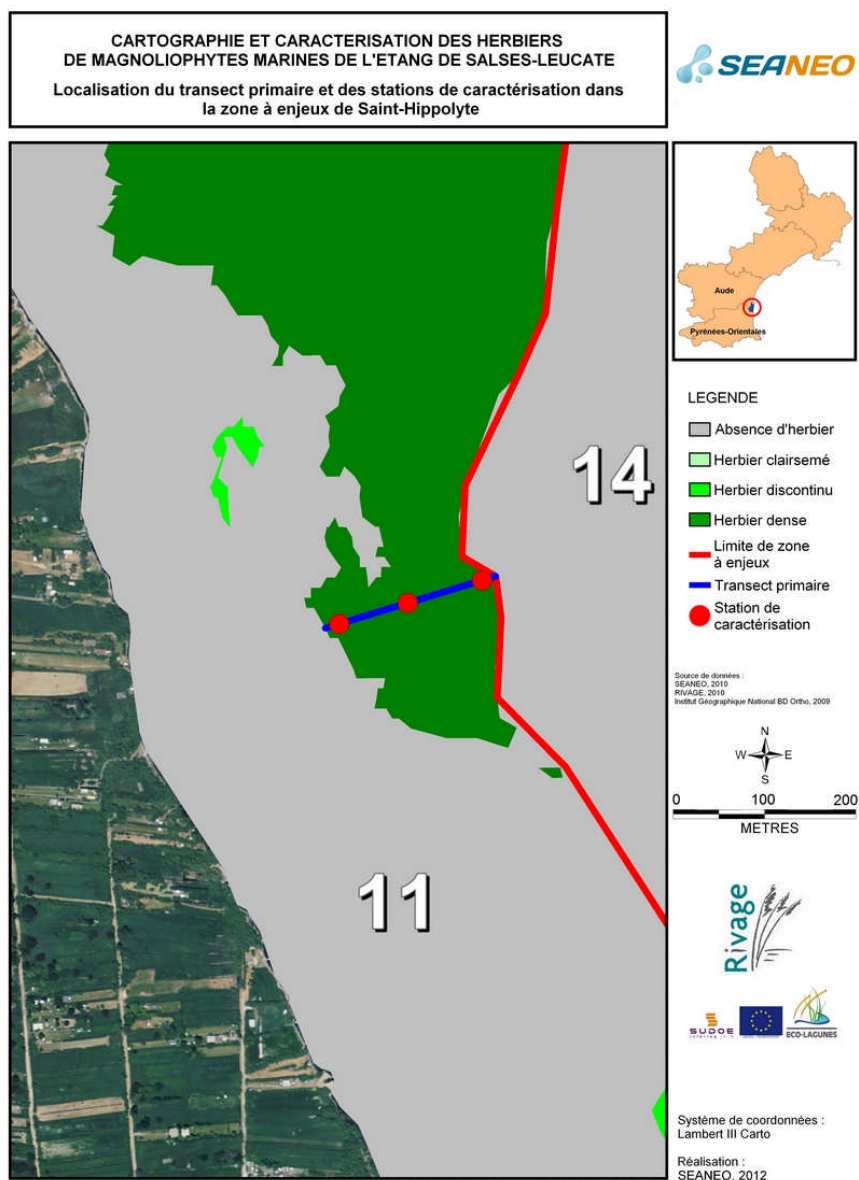 CARTOGRAPHIE ET CARACTERISATION DES HERBIERS
DE MAGNOLIOPHYTES MARINES DE L'ETANG DE SALSES-LEUCATE
Localisation du transect primaire et des stations de caractérisation dans
la zone à enjeux de Saint-Hippolyte
SEANEO
Aude
Pyrénées-Orientales
LEGENDE
Absence d'herbier
Herbier clairsemé
Herbier discontinu
Herbier dense
Limite de zone
à enjeux
Transect primaire
Station de
caractérisation
14
11
Source de données :
SEANEO, 2010
RIVAGE, 2010
Institut Géographique National BD Ortho, 2009
N
W E
S
0 100 200
METRES
Rivage
SUDOE
ECO-LAGUNES
Système de coordonnées :
Lambert III Carto
Réalisation :
SEANEO, 2012